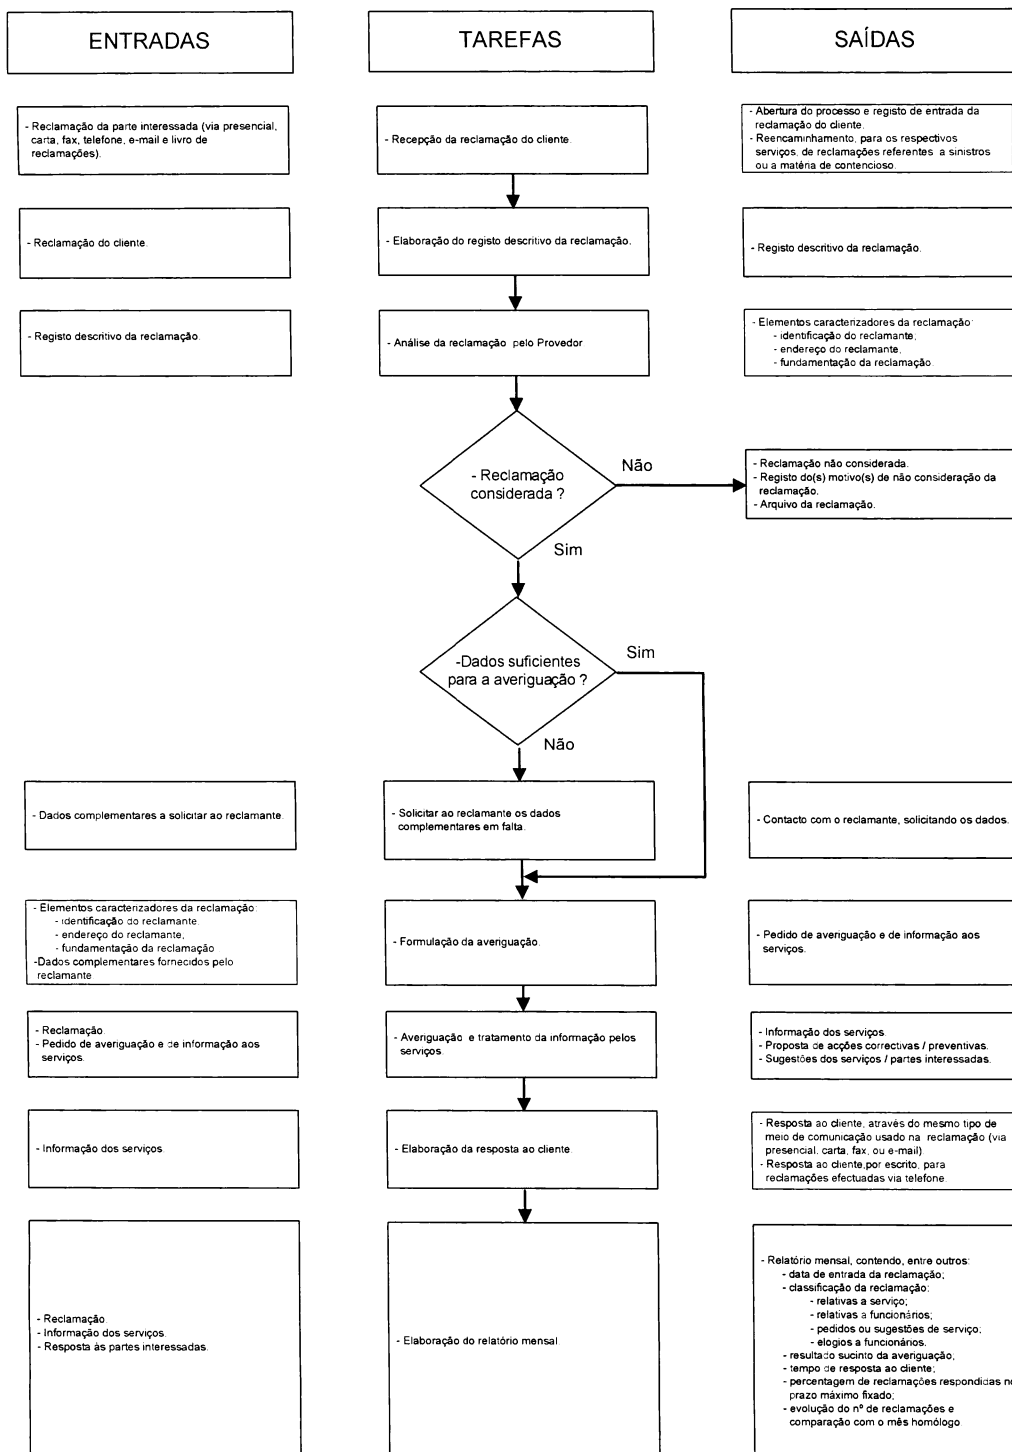 ENTRADAS
TAREFAS
SAÍDAS
- Reclamação da parte interessada (via presencial,
carta, fax, telefone, e-mail e livro de
reclamações).
- Recepção da reclamação do cliente.
- Abertura do processo e registo de entrada da
reclamação do cliente.
- Reencaminhamento, para os respectivos
serviços, de reclamações referentes a sinistros
ou a matéria de contencioso.
- Reclamação do cliente.
- Elaboração do registo descritivo da reclamação.
- Registo descritivo da reclamação.
- Registo descritivo da reclamação.
- Análise da reclamação pelo Provedor
- Elementos caracterizadores da reclamação:
- identificação do reclamante;
- endereço do reclamante,
- fundamentação da reclamação.
- Reclamação
considerada ?
Não
- Reclamação não considerada.
- Registo do(s) motivo(s) de não consideração da
reclamação.
- Arquivo da reclamação.
Sim
-Dados suficientes
para a averiguação ?
Sim
Não
- Dados complementares a solicitar ao reclamante.
- Solicitar ao reclamante os dados
complementares em falta.
- Contacto com o reclamante, solicitando os dados.
- Elementos caracterizadores da reclamação:
- identificação do reclamante
- endereço do reclamante;
- fundamentação da reclamação
-Dados complementares fornecidos pelo
reclamante
- Formulação da averiguação.
- Pedido de averiguação e de informação aos
serviços.
- Reclamação.
- Pedido de averiguação e de informação aos
serviços.
- Averiguação e tratamento da informação pelos
serviços.
- Informação dos serviços.
- Proposta de acções correctivas / preventivas.
- Sugestões dos serviços / partes interessadas.
- Informação dos serviços
- Elaboração da resposta ao cliente
- Resposta ao cliente, através do mesmo tipo de
meio de comunicação usado na reclamação (via
presencial, carta, fax, ou e-mail)
- Resposta ao cliente,por escrito, para
reclamações efectuadas via telefone.
- Reclamação
- Informação dos serviços.
- Resposta às partes interessadas.
- Elaboração do relatório mensal
- Relatório mensal, contendo, entre outros:
- data de entrada da reclamação;
- classificação da reclamação:
- relativas a serviço;
- relativas a funcionários;
- pedidos ou sugestões de serviço;
- elogios a funcionários.
- resultado sucinto da averiguação;
- tempo de resposta ao cliente;
- percentagem de reclamações respondidas no
prazo máximo fixado;
- evolução do nº de reclamações e
comparação com o mês homólogo